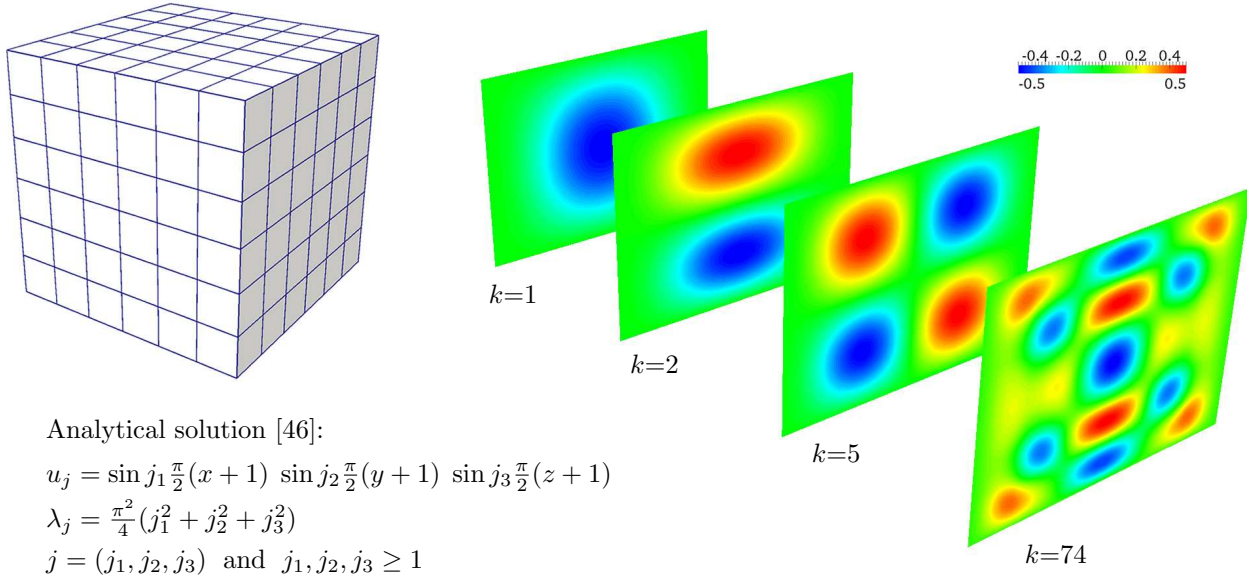 -0.4 -0.2 0 0.2 0.4
-0.5 0.5
k=1
k=2
k=5
k=74
Analytical solution [46]:
u_j = sin j_1 π/2 (x + 1) sin j_2 π/2 (y + 1) sin j_3 π/2 (z + 1)
λ_j = π²/4 (j_1² + j_2² + j_3²)
j = (j_1, j_2, j_3) and j_1, j_2, j_3 ≥ 1